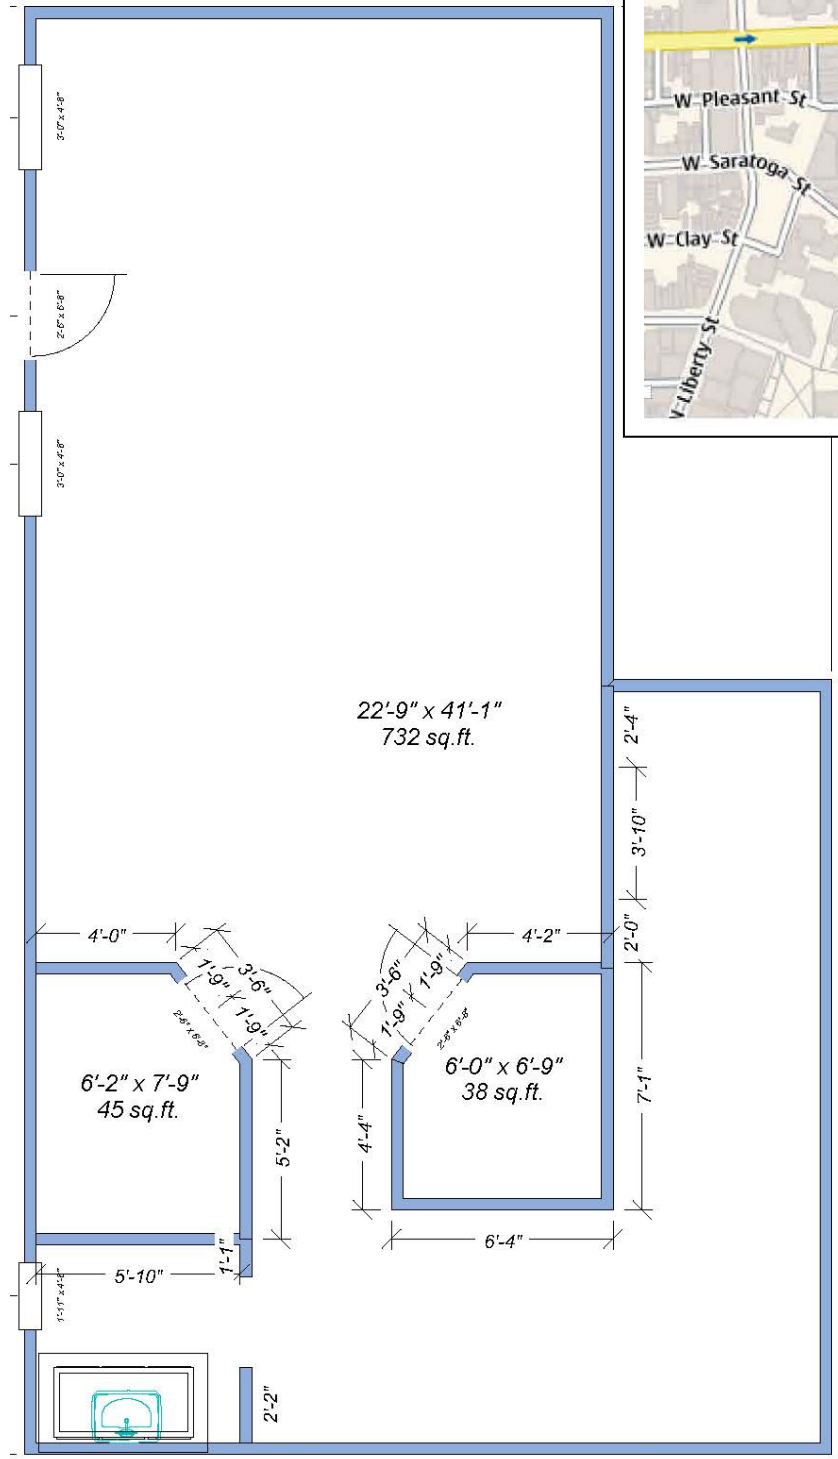 W Pleasant St
W Saratoga St
W Clay St
N Liberty St
3'-0" x 4'-8"
2'-6" x 6'-8"
3'-0" x 4'-8"
22'-9" x 41'-1"
732 sq.ft.
2'-4"
3'-10"
2'-0"
4'-0"
4'-2"
1'-9"
3'-6"
1'-9"
3'-6"
1'-9"
1'-9"
2'-6" x 6'-8"
2'-6" x 6'-8"
6'-2" x 7'-9"
45 sq.ft.
6'-0" x 6'-9"
38 sq.ft.
5'-2"
4'-4"
7'-1"
6'-4"
1'-1"
5'-10"
1'-11" x 4'-8"
2'-2"